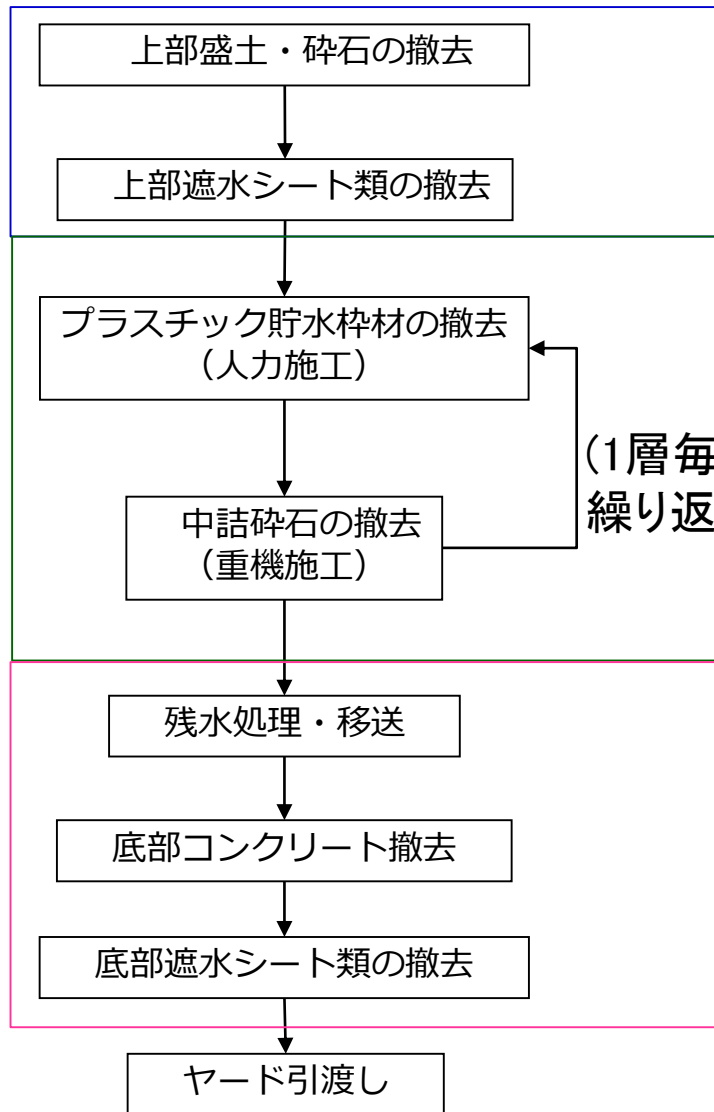 上部盛土・砕石の撤去
上部遮水シート類の撤去
プラスチック貯水枠材の撤去
（人力施工）
(1層毎
繰り返
中詰砕石の撤去
（重機施工）
残水処理・移送
底部コンクリート撤去
底部遮水シート類の撤去
ヤード引渡し